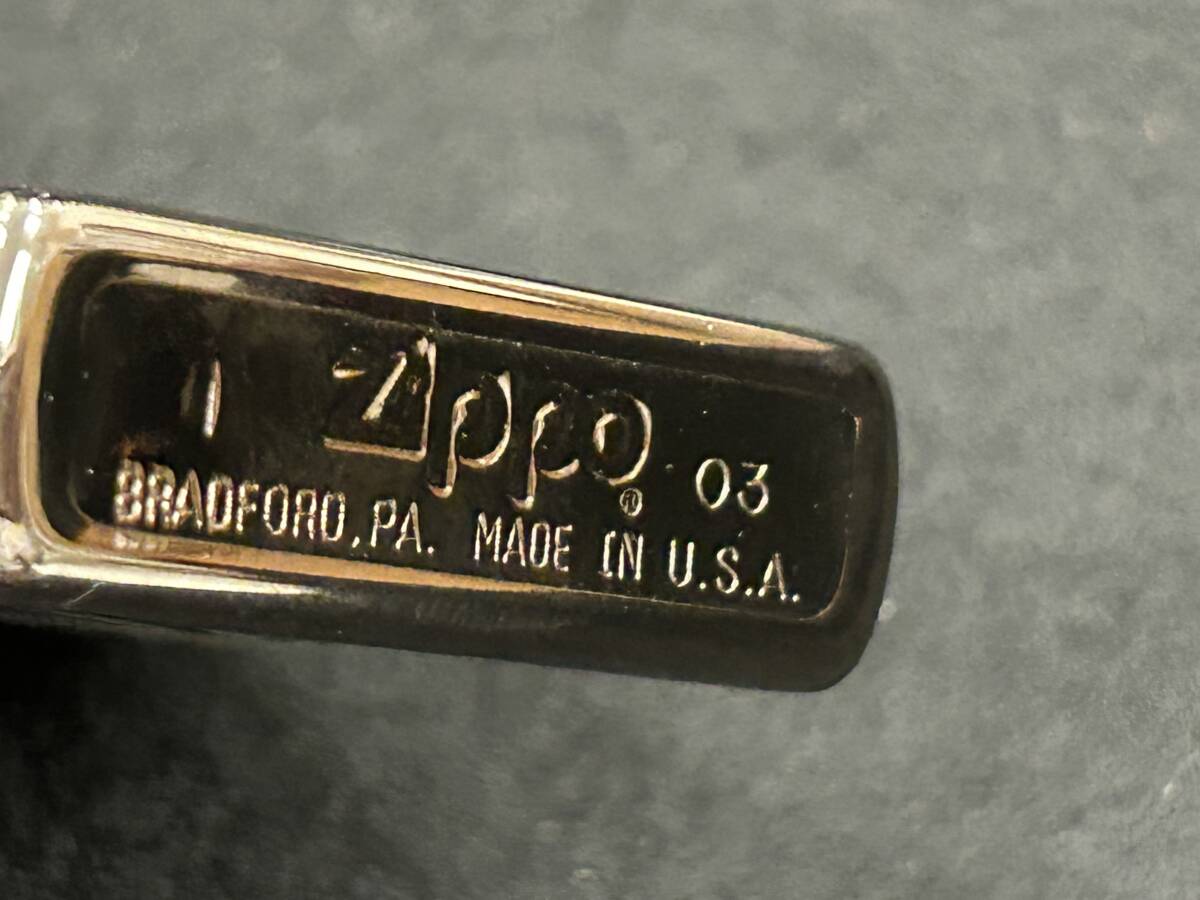 I Zippo 03
®
BRADFORD, PA. MADE IN U.S.A.